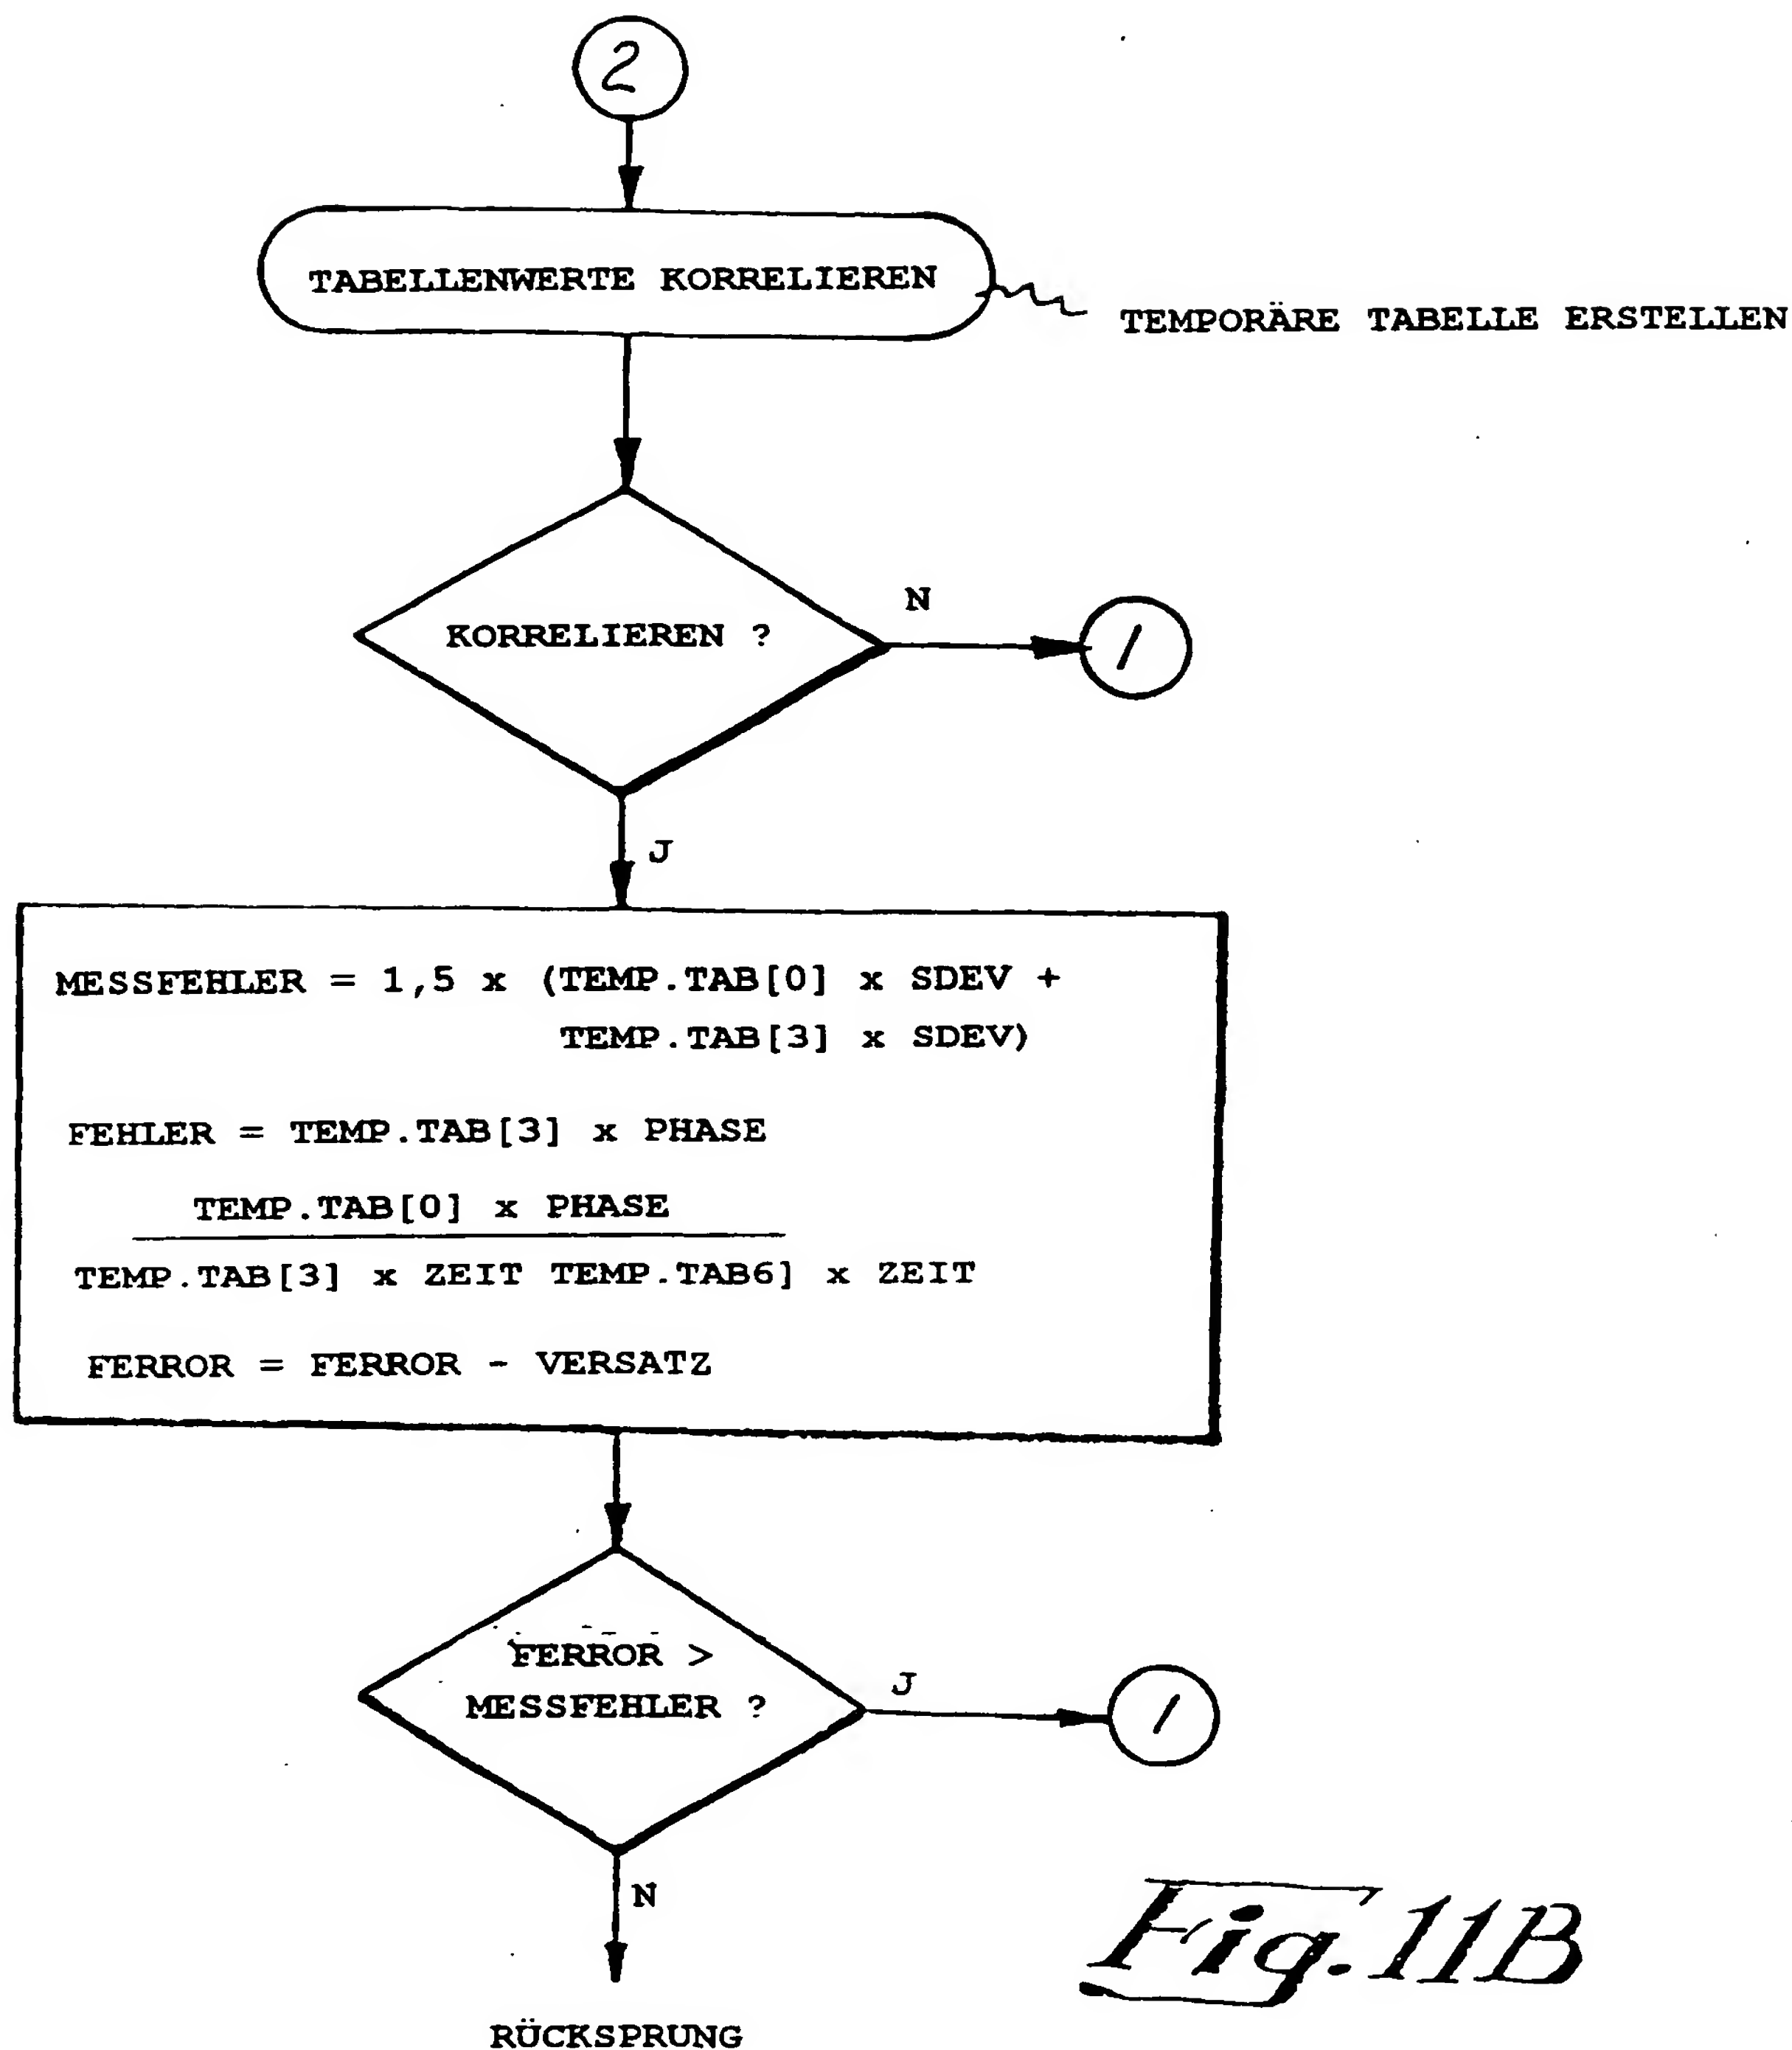 2
TABELLENWERTE KORRELIEREN
TEMPORÄRE TABELLE ERSTELLEN
KORRELIEREN ?
N
1
J
MESSFEHLER = 1,5 x (TEMP.TAB[0] x SDEV +
TEMP.TAB[3] x SDEV)
FEHLER = TEMP.TAB[3] x PHASE
TEMP.TAB[0] x PHASE
TEMP.TAB[3] x ZEIT TEMP.TAB6] x ZEIT
FERROR = FERROR - VERSATZ
FERROR >
MESSFEHLER ?
J
1
N
RÜCKSPRUNG
Fig. 11B